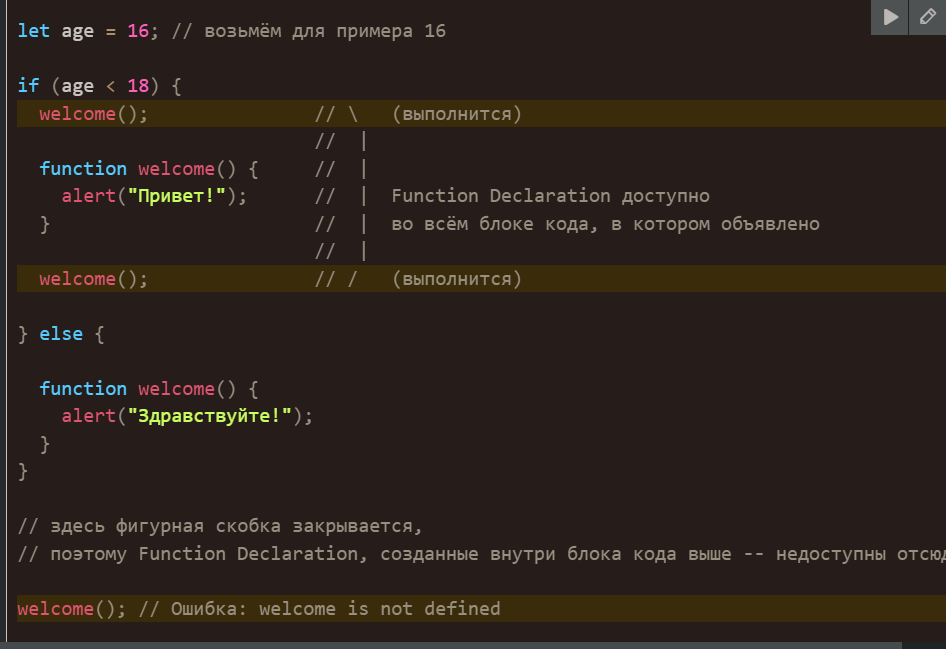 let age = 16; // возьмём для примера 16
if (age < 18) {
  welcome();               // \   (выполнится)
                           //  |
  function welcome() {     //  |
    alert("Привет!");      //  |  Function Declaration доступно
  }                        //  |  во всём блоке кода, в котором объявлено
                           //  |
  welcome();               // /   (выполнится)
} else {
  function welcome() {
    alert("Здравствуйте!");
  }
}
// здесь фигурная скобка закрывается,
// поэтому Function Declaration, созданные внутри блока кода выше -- недоступны
welcome(); // Ошибка: welcome is not defined